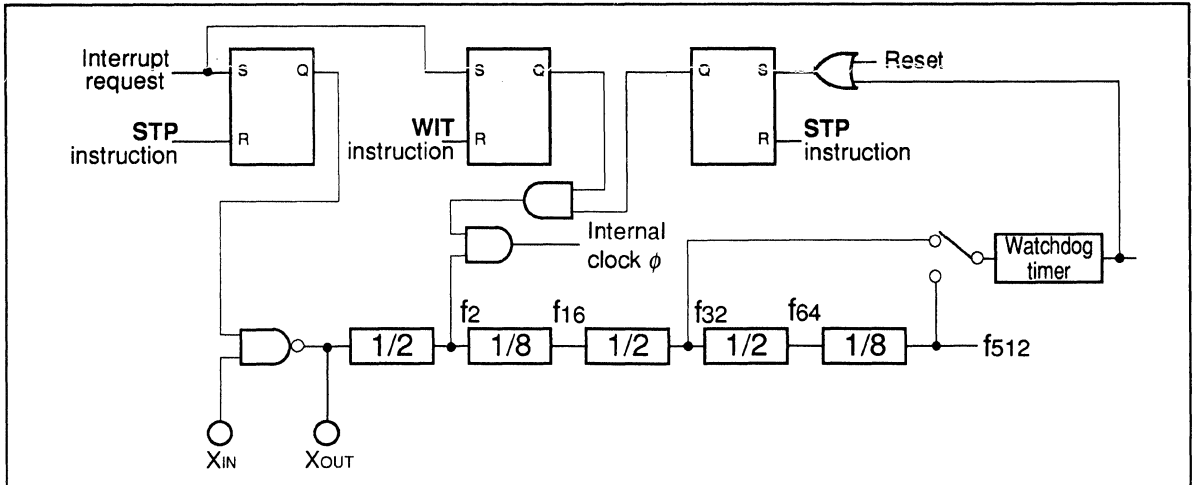 Interrupt
request
S Q
R
STP
instruction
S Q
R
WIT
instruction
Q S
R
Reset
STP
instruction
Internal
clock ϕ
Watchdog
timer
f2
f16
f32
f64
1/2
1/8
1/2
1/2
1/8
f512
XIN
XOUT